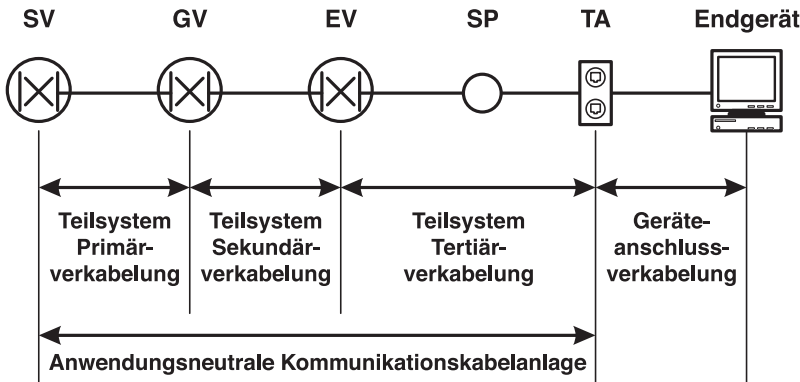 SV GV EV SP TA Endgerät
Teilsystem
Primär-
verkabelung
Teilsystem
Sekundär-
verkabelung
Teilsystem
Tertiär-
verkabelung
Geräte-
anschluss-
verkabelung
Anwendungsneutrale Kommunikationskabelanlage